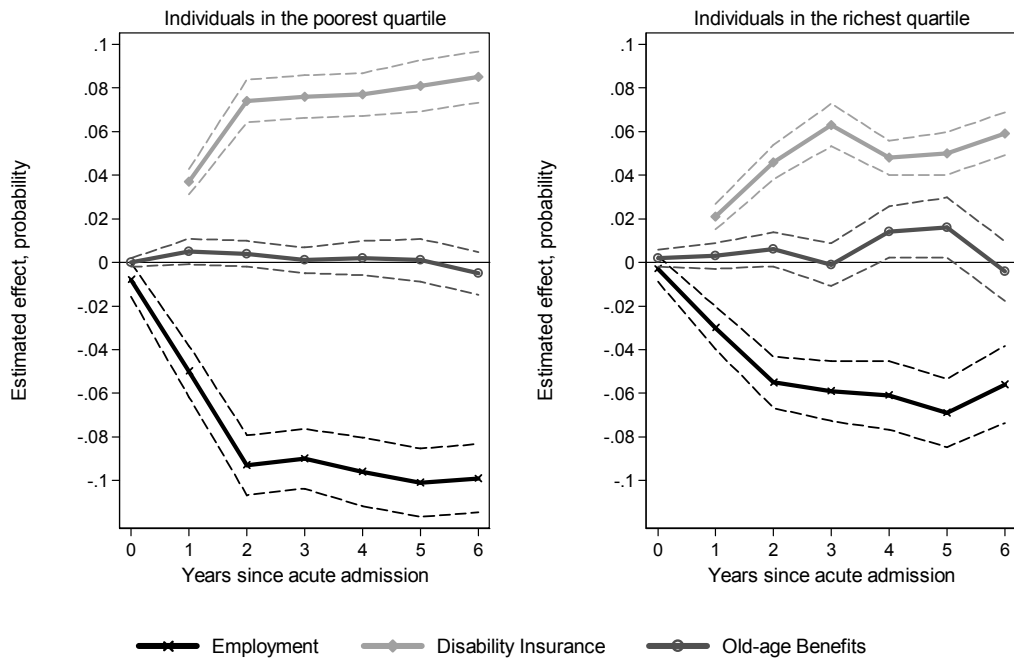 Individuals in the poorest quartile
Estimated effect, probability
.1
.08
.06
.04
.02
0
-.02
-.04
-.06
-.08
-.1
0 1 2 3 4 5 6
Years since acute admission
Individuals in the richest quartile
Estimated effect, probability
.1
.08
.06
.04
.02
0
-.02
-.04
-.06
-.08
-.1
0 1 2 3 4 5 6
Years since acute admission
Employment Disability Insurance Old-age Benefits